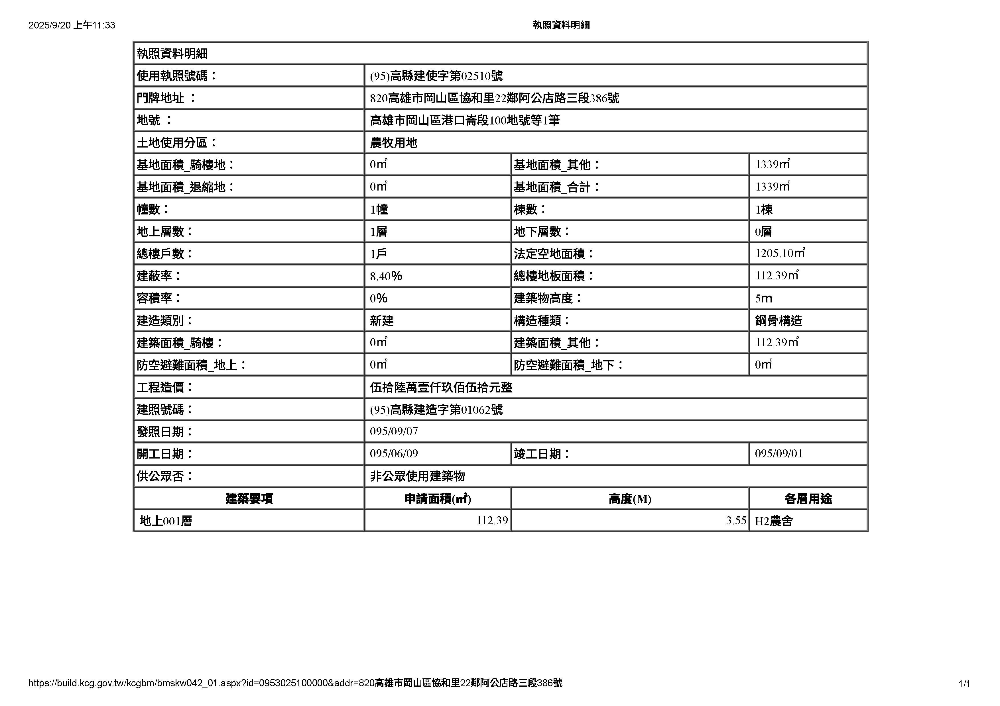 2025/9/20 上午11:33
執照資料明細
執照資料明細
使用執照號碼：
(95)高縣建使字第02510號
門牌地址 ：
820高雄市岡山區協和里22鄰阿公店路三段386號
地號 ：
高雄市岡山區港口崙段100地號等1筆
土地使用分區：
農牧用地
基地面積_騎樓地：
0㎡
基地面積_其他：
1339㎡
基地面積_退縮地：
0㎡
基地面積_合計：
1339㎡
幢數：
1幢
棟數：
1棟
地上層數：
1層
地下層數：
0層
總樓戶數：
1戶
法定空地面積：
1205.10㎡
建蔽率：
8.40%
總樓地板面積：
112.39㎡
容積率：
0%
建築物高度：
5m
建造類別：
新建
構造種類：
鋼骨構造
建築面積_騎樓：
0㎡
建築面積_其他：
112.39㎡
防空避難面積_地上：
0㎡
防空避難面積_地下：
0㎡
工程造價：
伍拾陸萬壹仟玖佰伍拾元整
建照號碼：
(95)高縣建造字第01062號
發照日期：
095/09/07
開工日期：
095/06/09
竣工日期：
095/09/01
供公眾否：
非公眾使用建築物
建築要項
申請面積(㎡)
高度(M)
各層用途
地上001層
112.39
3.55
H2農舍
https://build.kcg.gov.tw/kcgbm/bmskw042_01.aspx?id=0953025100000&addr=820高雄市岡山區協和里22鄰阿公店路三段386號
1/1